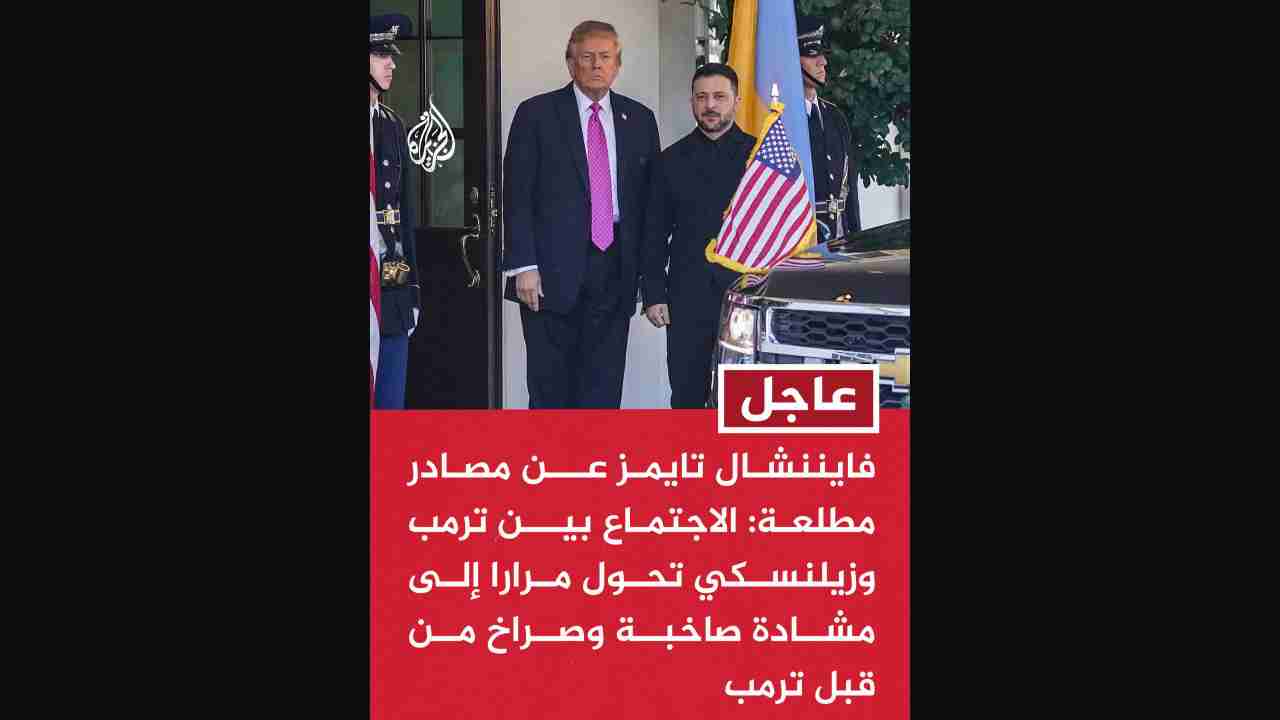 الجزيرة
عاجل
فايننشال تايمز عن مصادر
مطلعة: الاجتماع بين ترمب
وزيلنسكي تحول مرارا إلى
مشادة صاخبة وصراخ من
قبل ترمب